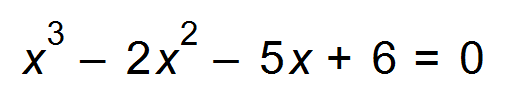 x³ – 2x² – 5x + 6 = 0